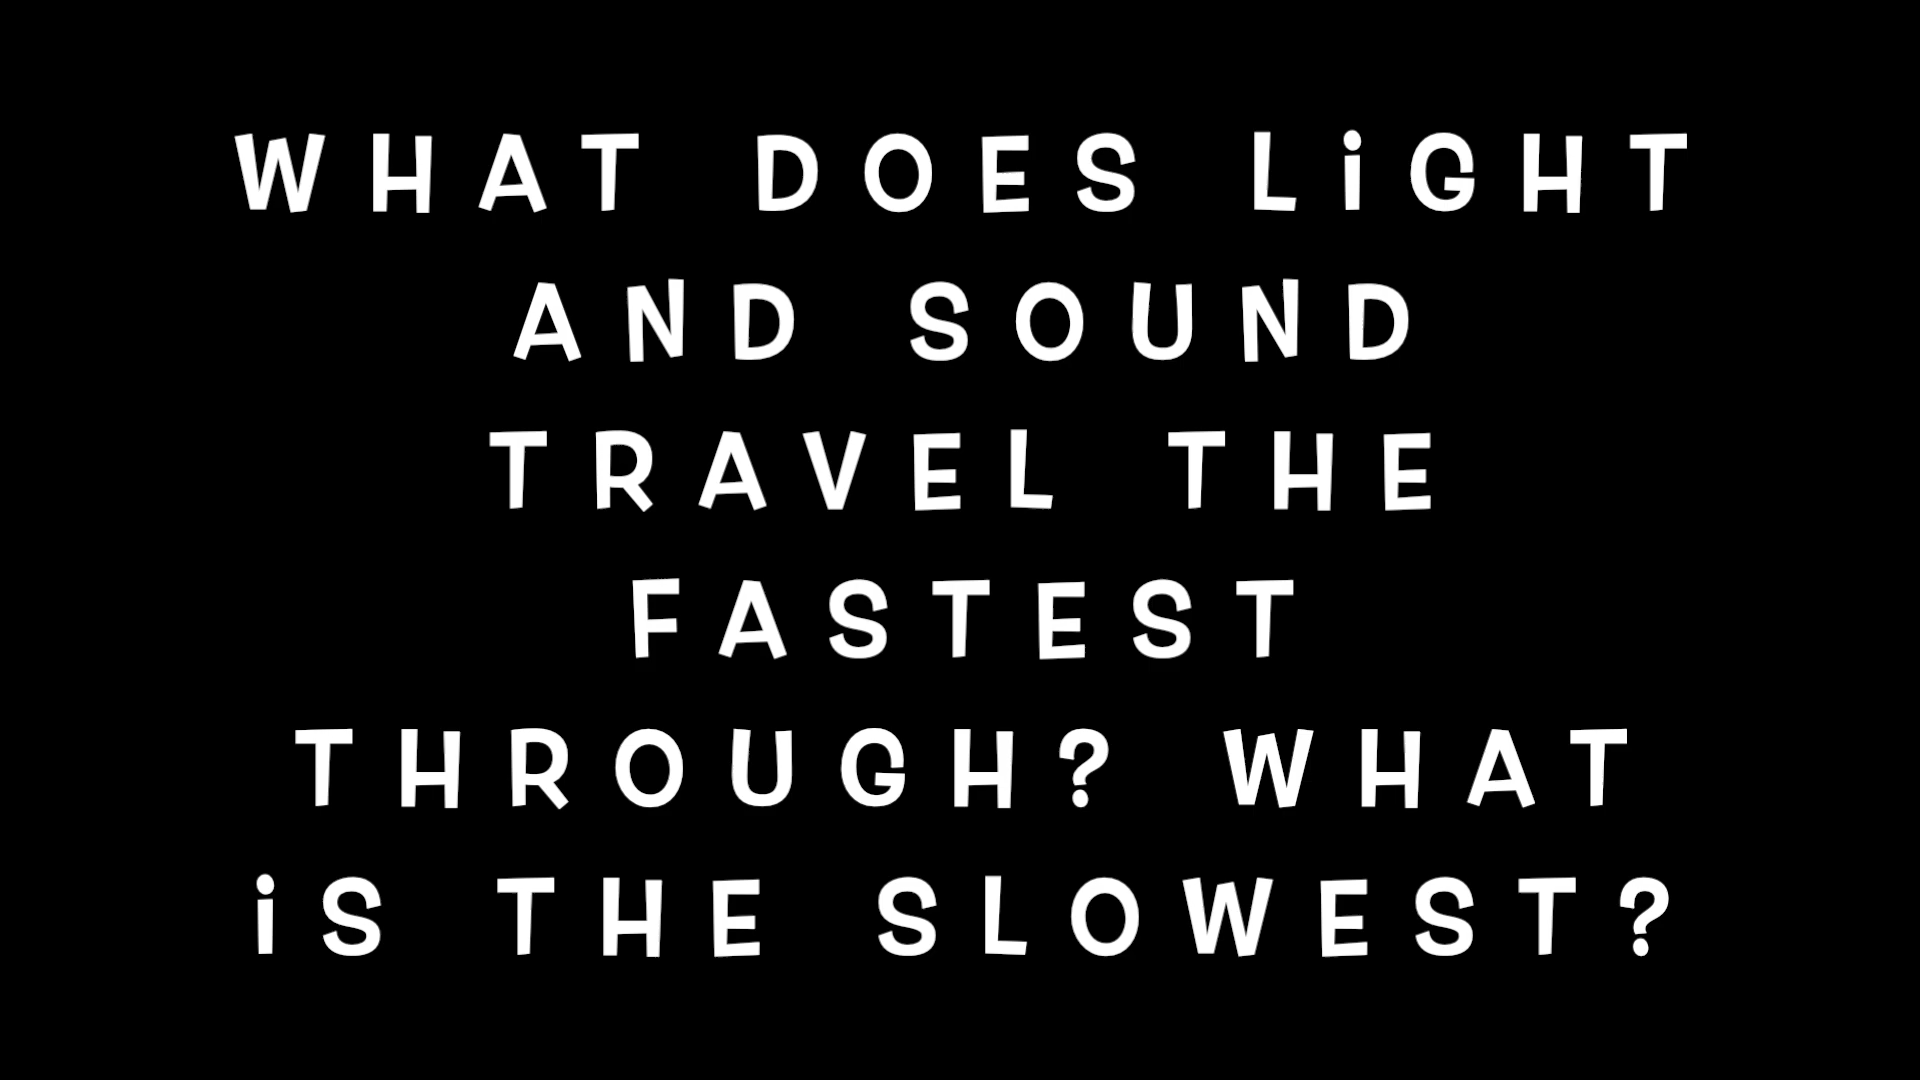 WHAT DOES LiGHT
AND SOUND
TRAVEL THE
FASTEST
THROUGH? WHAT
iS THE SLOWEST?